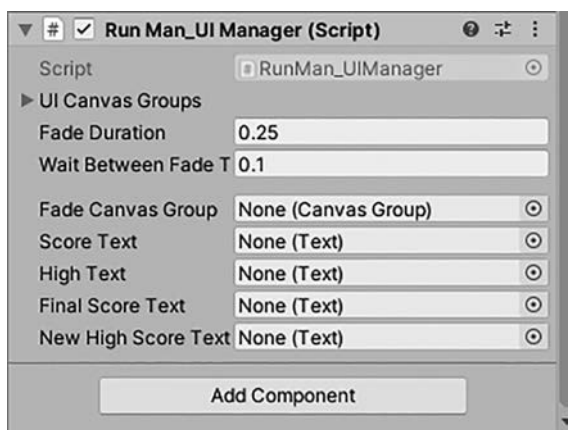 Run Man_UI Manager (Script)
Script RunMan_UIManager
UI Canvas Groups
Fade Duration 0.25
Wait Between Fade T 0.1
Fade Canvas Group None (Canvas Group)
Score Text None (Text)
High Text None (Text)
Final Score Text None (Text)
New High Score Text None (Text)
Add Component